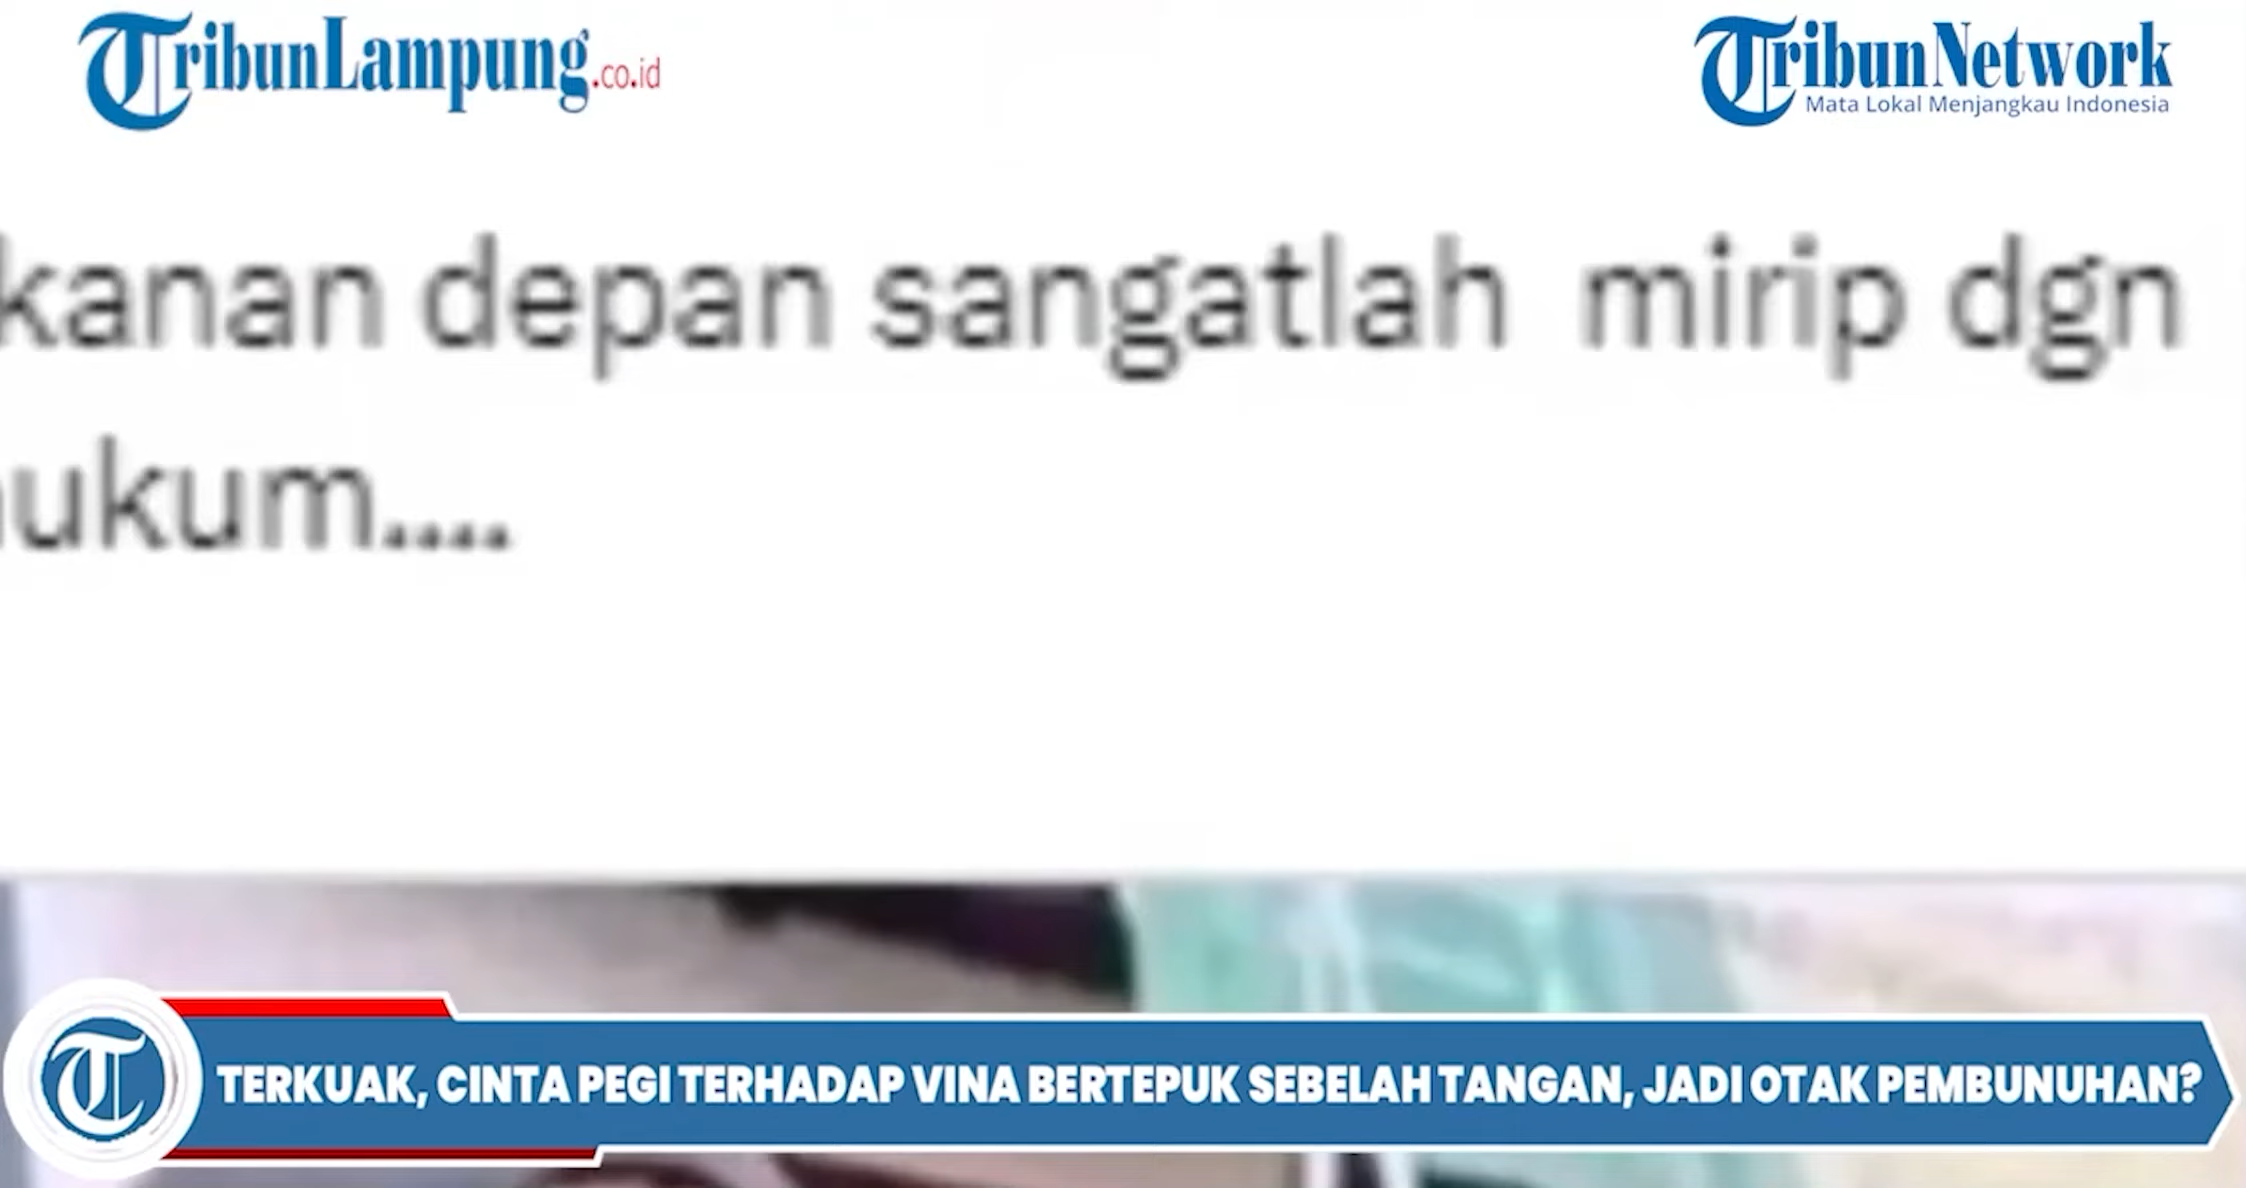 TribunLampung.co.id
TribunNetwork
Mata Lokal Menjangkau Indonesia
kanan depan sangatlah mirip dgn
ukum....
TERKUAK, CINTA PEGI TERHADAP VINA BERTEPUK SEBELAH TANGAN, JADI OTAK PEMBUNUHAN?